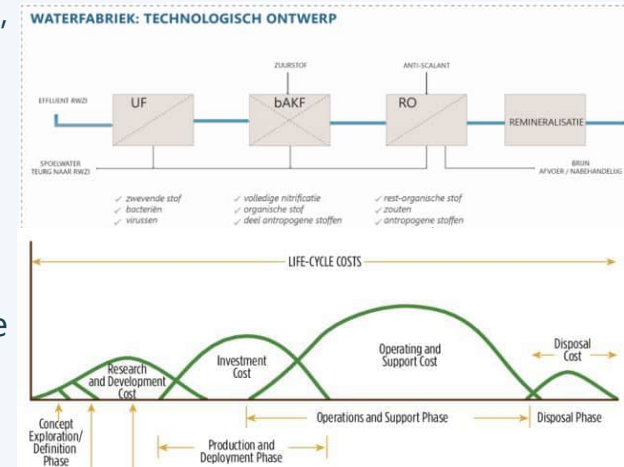 ,
WATERFABRIEK: TECHNOLOGISCH ONTWERP
ZUURSTOF
ANTI-SCALANT
EFFLUENT RWZI
UF
bAKF
RO
REMINERALISATIE
SPOELWATER
TEURG NAAR RWZI
BRIJN
AFVOER / NABEHANDELIJG
✓ zwevende stof
✓ bacteriën
✓ virussen
✓ volledige nitrificatie
✓ organische stof
✓ deel antropogene stoffen
✓ rest-organische stof
✓ zouten
✓ antropogene stoffen
e
LIFE-CYCLE COSTS
Research
and Development
Cost
Investment
Cost
Operating and
Support Cost
Disposal
Cost
Concept
Exploration/
Definition
Phase
Operations and Support Phase
Disposal Phase
Production and
Deployment Phase